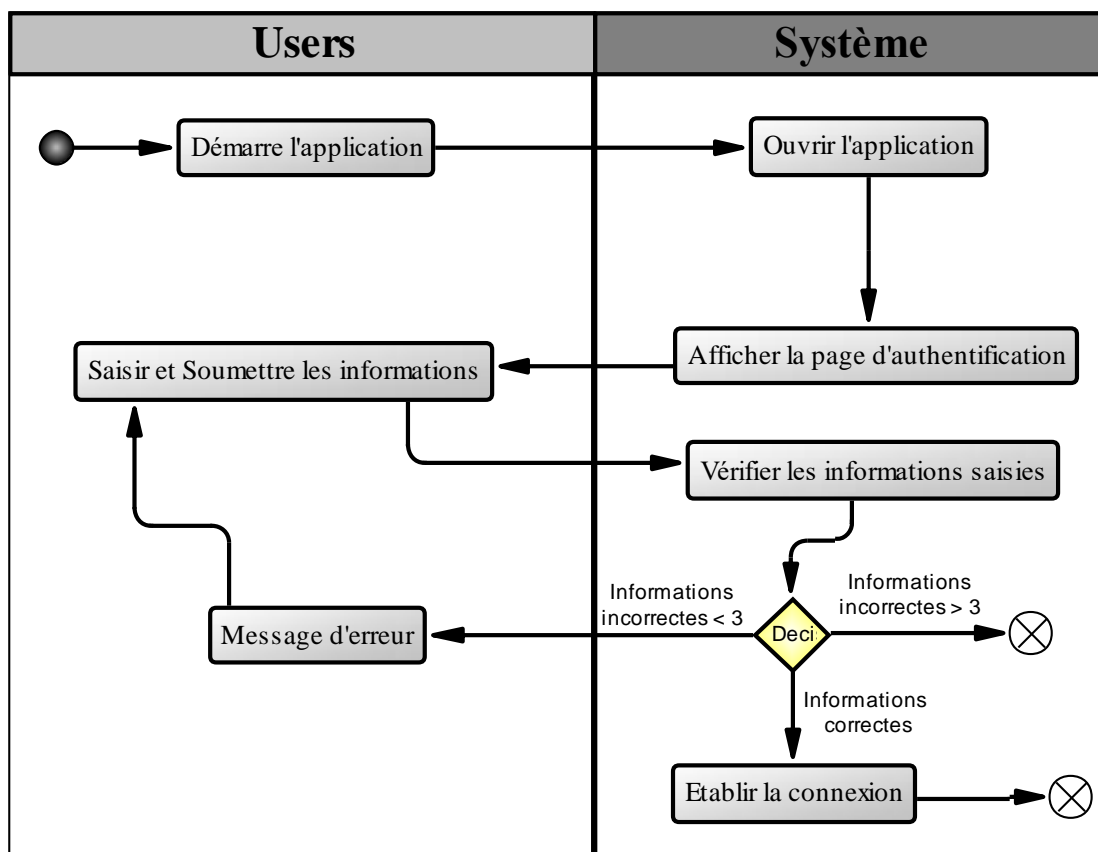 Users
Système
Démarre l'application
Ouvrir l'application
Saisir et Soumettre les informations
Afficher la page d'authentification
Vérifier les informations saisies
Informations
incorrectes < 3
Informations
incorrectes > 3
Message d'erreur
Deci
Informations
correctes
Etablir la connexion